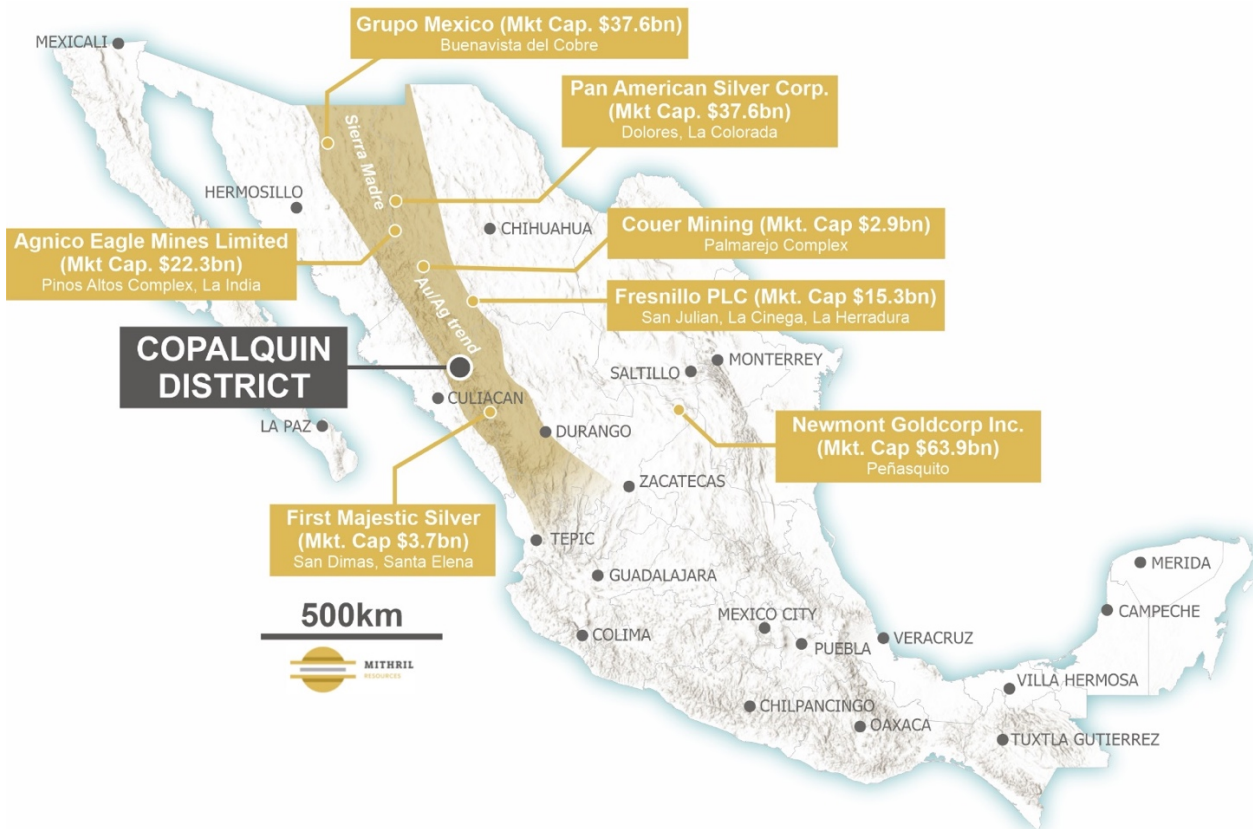 MEXICALI
Grupo Mexico (Mkt Cap. $37.6bn)
Buenavista del Cobre
Pan American Silver Corp.
(Mkt Cap. $37.6bn)
Dolores, La Colorada
Sierra Madre
HERMOSILLO
CHIHUAHUA
Couer Mining (Mkt. Cap $2.9bn)
Palmarejo Complex
Agnico Eagle Mines Limited
(Mkt Cap. $22.3bn)
Pinos Altos Complex, La India
Au/Ag trend
Fresnillo PLC (Mkt. Cap $15.3bn)
San Julian, La Cinega, La Herradura
COPALQUIN
DISTRICT
MONTERREY
SALTILLO
CULIACAN
LA PAZ
DURANGO
Newmont Goldcorp Inc.
(Mkt. Cap $63.9bn)
Peñasquito
ZACATECAS
First Majestic Silver
(Mkt. Cap $3.7bn)
San Dimas, Santa Elena
TEPIC
GUADALAJARA
MERIDA
CAMPECHE
500km
MEXICO CITY
COLIMA
PUEBLA
VERACRUZ
MITHRIL
RESOURCES
VILLA HERMOSA
CHILPANCINGO
OAXACA
TUXTLA GUTIERREZ